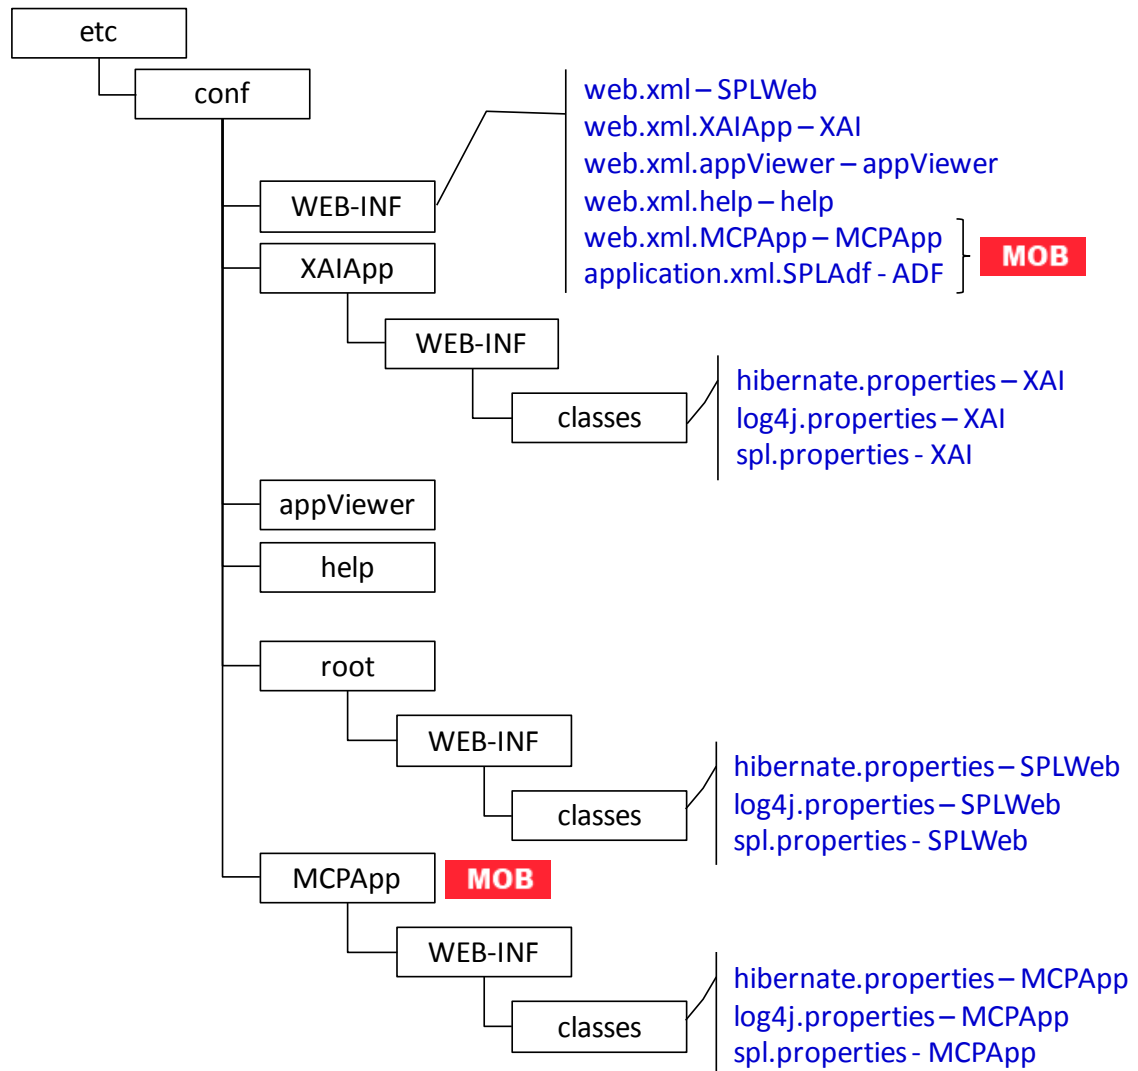 etc
conf
web.xml – SPLWeb
web.xml.XAIApp – XAI
web.xml.appViewer – appViewer
web.xml.help – help
web.xml.MCPApp – MCPApp
application.xml.SPLAdf - ADF
MOB
WEB-INF
XAIApp
WEB-INF
classes
hibernate.properties – XAI
log4j.properties – XAI
spl.properties - XAI
appViewer
help
root
WEB-INF
classes
hibernate.properties – SPLWeb
log4j.properties – SPLWeb
spl.properties - SPLWeb
MCPApp
MOB
WEB-INF
classes
hibernate.properties – MCPApp
log4j.properties – MCPApp
spl.properties - MCPApp